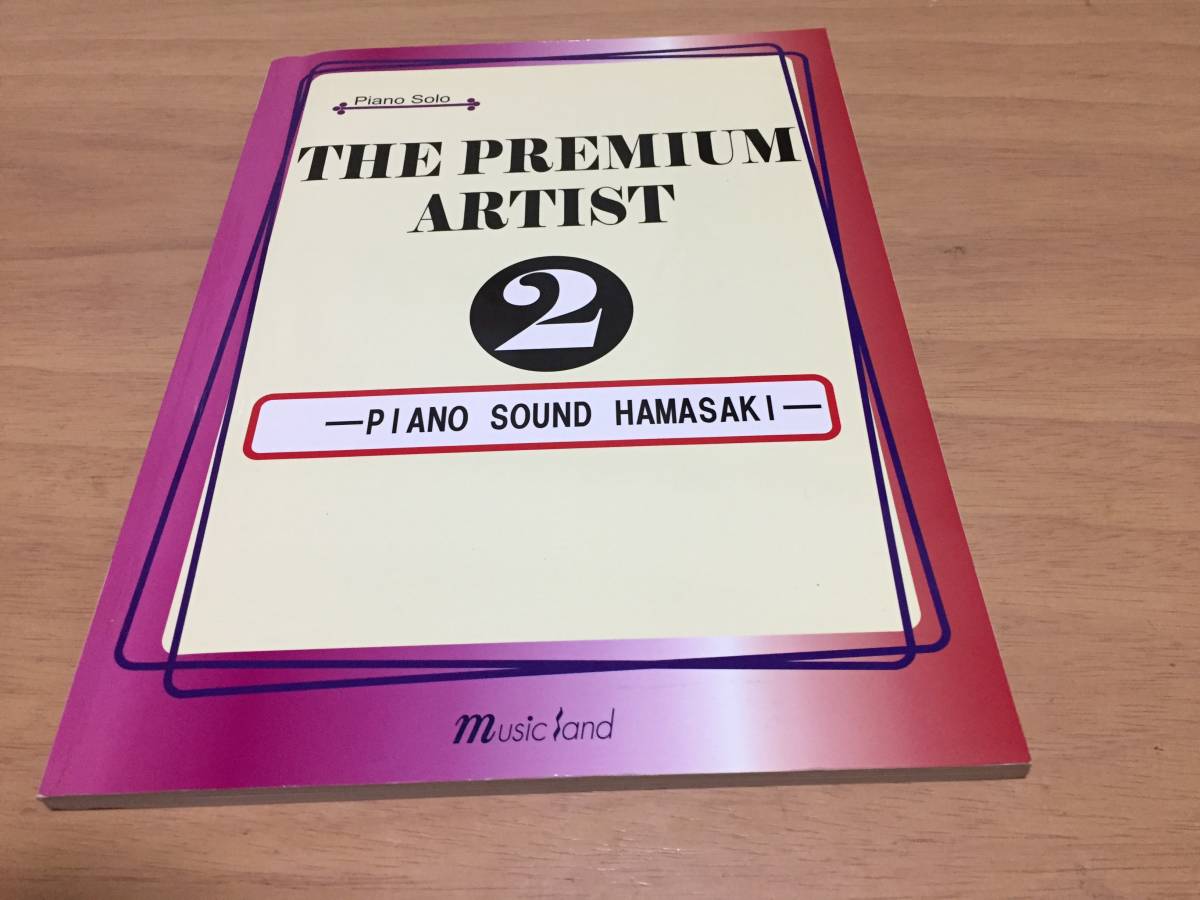 Piano Solo
THE PREMIUM
ARTIST
2
—PIANO SOUND HAMASAKI—
music land